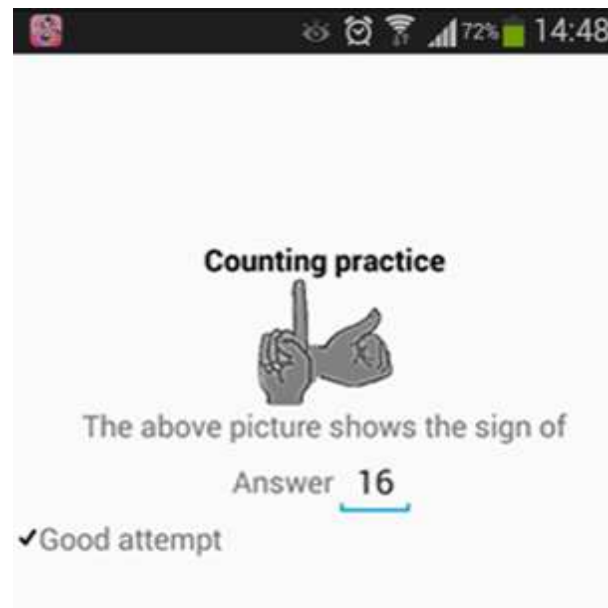 72% 14:48
Counting practice
The above picture shows the sign of
Answer 16
✔Good attempt